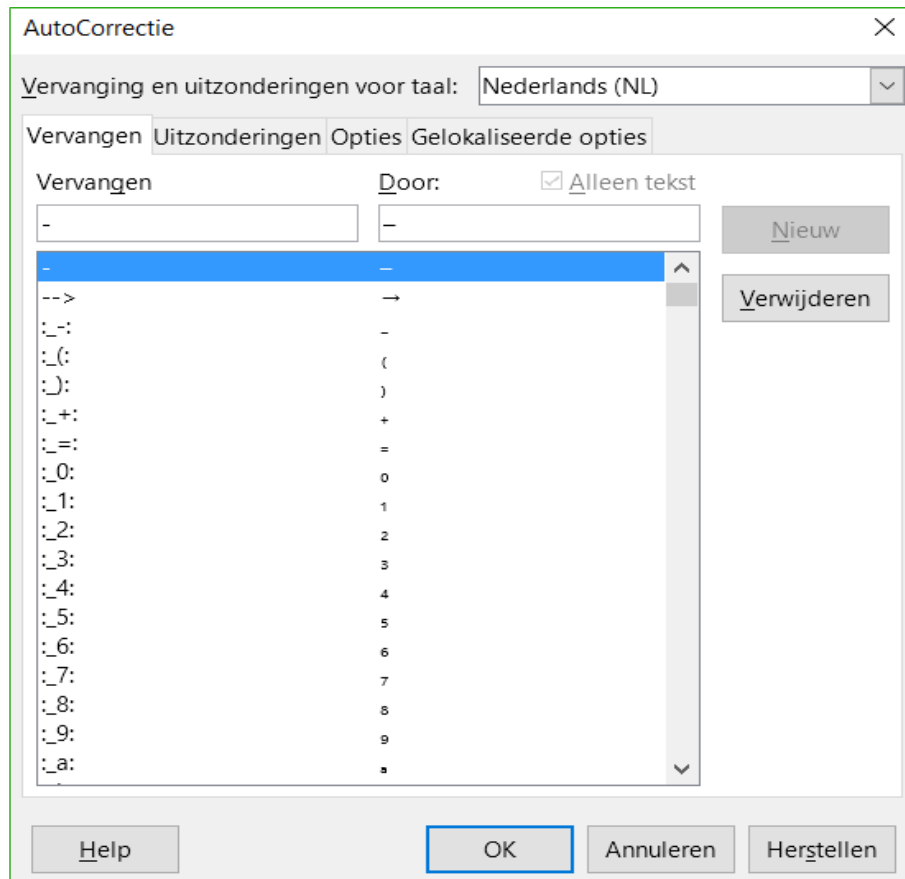 AutoCorrectie
Vervanging en uitzonderingen voor taal: Nederlands (NL)
Vervangen Uitzonderingen Opties Gelokaliseerde opties
Vervangen Door: Alleen tekst
- –
Nieuw
- –
--> →
Verwijderen
:_-: ₋
:_(: ₍
:_): ₎
:_+: ₊
:_=: ₌
:_0: ₀
:_1: ₁
:_2: ₂
:_3: ₃
:_4: ₄
:_5: ₅
:_6: ₆
:_7: ₇
:_8: ₈
:_9: ₉
:_a: ₐ
Help OK Annuleren Herstellen